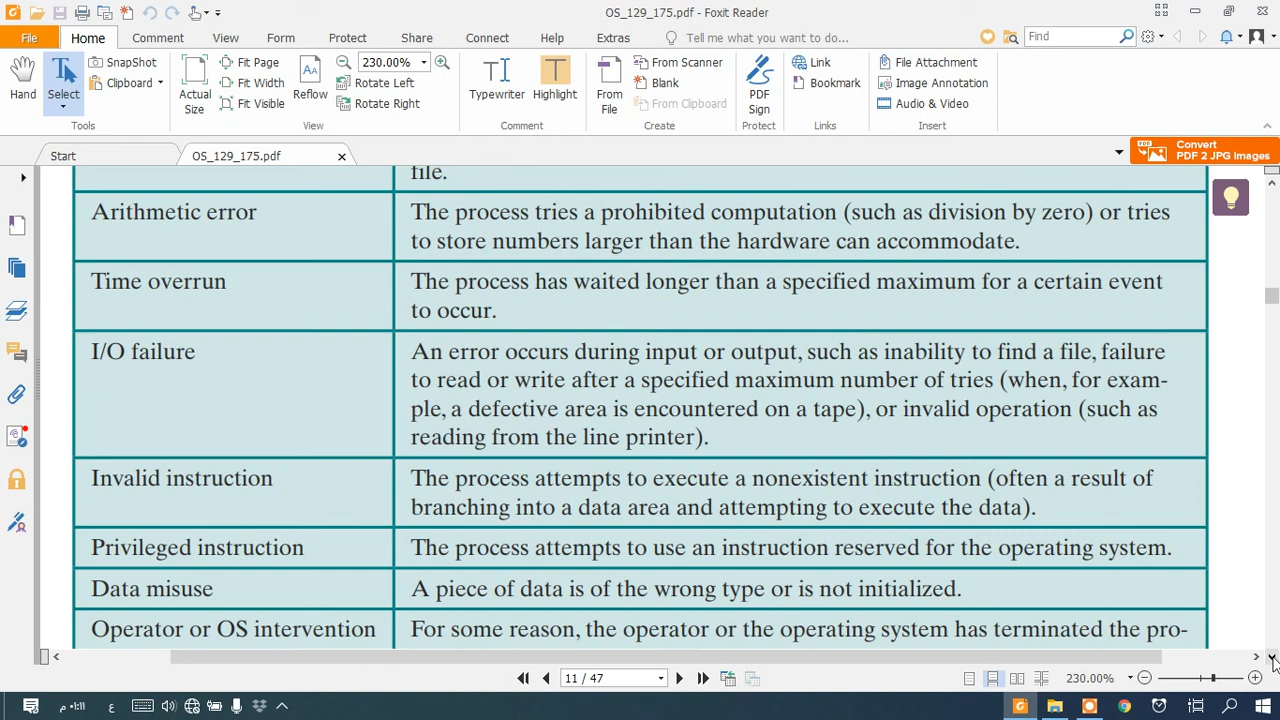 OS_129_175.pdf - Foxit Reader
File Home Comment View Form Protect Share Connect Help Extras Tell me what you want to do... Find
Hand
Select
SnapShot
Clipboard
Tools
Actual Size
Fit Page
Fit Width
Fit Visible
Reflow
230.00%
Rotate Left
Rotate Right
View
Typewriter
Highlight
Comment
From File
From Scanner
Blank
From Clipboard
Create
PDF Sign
Protect
Link
Bookmark
Links
File Attachment
Image Annotation
Audio & Video
Insert
Start
OS_129_175.pdf
Convert
PDF 2 JPG Images
file.
Arithmetic error
The process tries a prohibited computation (such as division by zero) or tries
to store numbers larger than the hardware can accommodate.
Time overrun
The process has waited longer than a specified maximum for a certain event
to occur.
I/O failure
An error occurs during input or output, such as inability to find a file, failure
to read or write after a specified maximum number of tries (when, for exam-
ple, a defective area is encountered on a tape), or invalid operation (such as
reading from the line printer).
Invalid instruction
The process attempts to execute a nonexistent instruction (often a result of
branching into a data area and attempting to execute the data).
Privileged instruction
The process attempts to use an instruction reserved for the operating system.
Data misuse
A piece of data is of the wrong type or is not initialized.
Operator or OS intervention
For some reason, the operator or the operating system has terminated the pro-
11 / 47
230.00%
ع